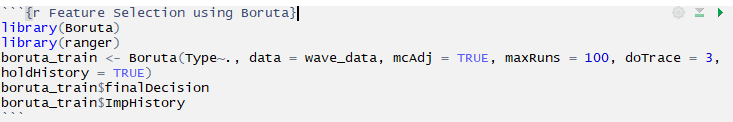 ```{r Feature Selection using Boruta}
library(Boruta)
library(ranger)
boruta_train <- Boruta(Type~., data = wave_data, mcAdj = TRUE, maxRuns = 100, doTrace = 3,
holdHistory = TRUE)
boruta_train$finalDecision
boruta_train$ImpHistory
```